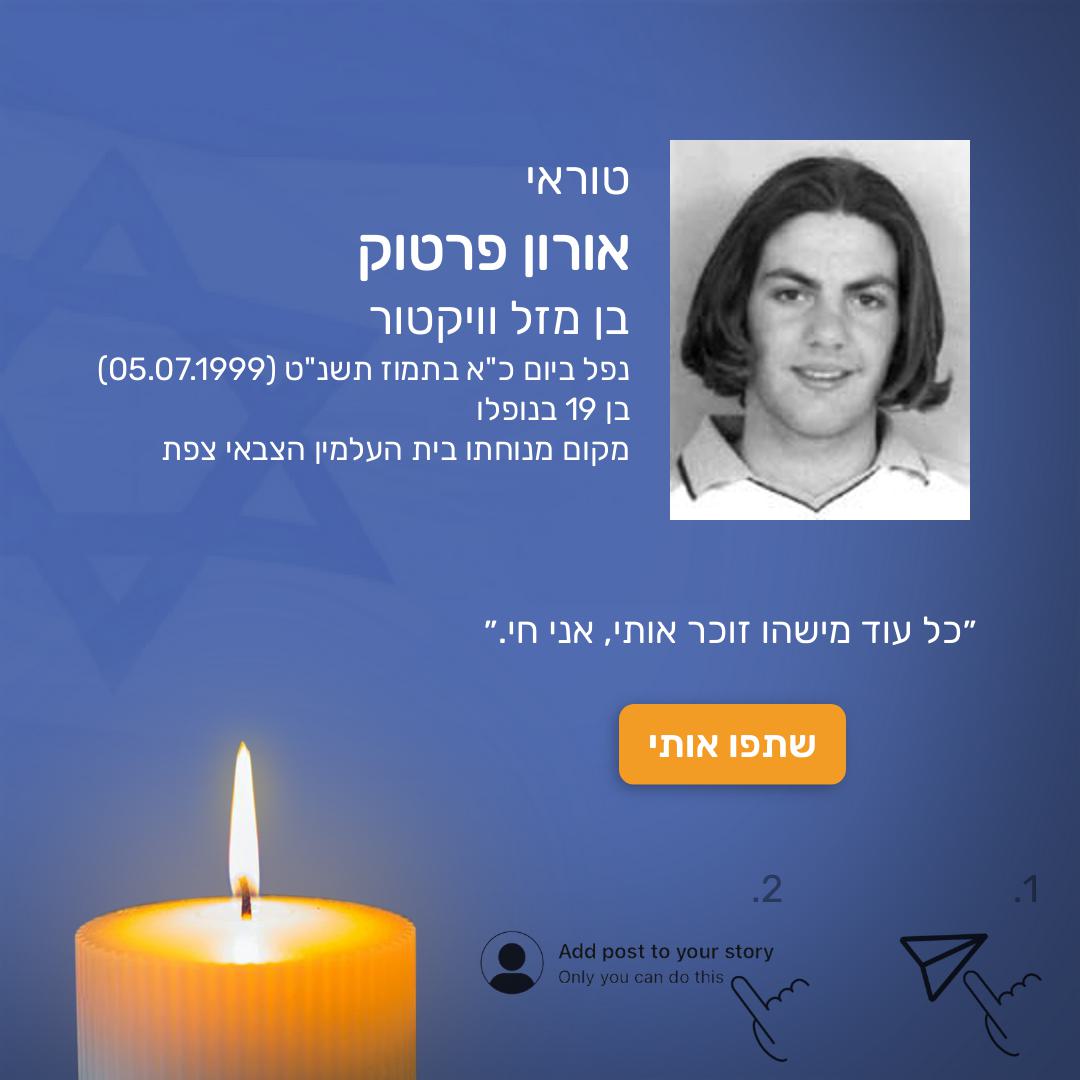 טוראי
אורון פרטוק
בן מזל וויקטור
נפל ביום כ"א בתמוז תשנ"ט (05.07.1999)
בן 19 בנופלו
מקום מנוחתו בית העלמין הצבאי צפת
״כל עוד מישהו זוכר אותי, אני חי.״
שתפו אותי
1.
2.
Add post to your story
Only you can do this